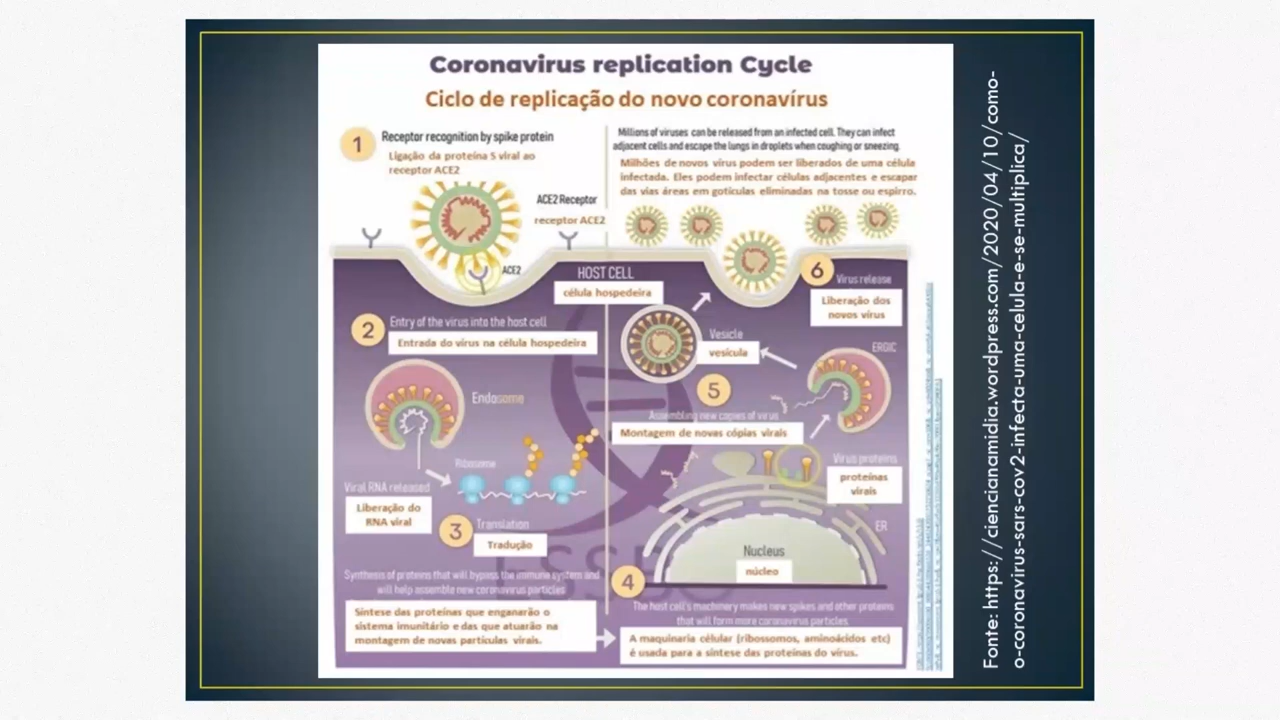 Coronavirus replication Cycle
Ciclo de replicação do novo coronavírus
1
Receptor recognition by spike protein
Ligação da proteína S viral ao
receptor ACE2
ACE2 Receptor
receptor ACE2
ACE2
HOST CELL
célula hospedeira
2
Entry of the virus into the host cell
Entrada do vírus na célula hospedeira
Endosome
Ribosome
Viral RNA released
Liberação do
RNA viral
3
Translation
Tradução
Synthesis of proteins that will bypass the immune system and
will help assemble new coronavirus particles
Síntese das proteínas que enganarão o
sistema imunitário e das que atuarão na
montagem de novas partículas virais.
Millions of viruses can be released from an infected cell. They can infect
adjacent cells and escape the lungs in droplets when coughing or sneezing.
Milhões de novos vírus podem ser liberados de uma célula
infectada. Eles podem infectar células adjacentes e escapar
das vias áreas em gotículas eliminadas na tosse ou espirro.
6
Virus release
Liberação dos
novos vírus
Vesicle
vesícula
ERGIC
5
Assembling new copies of virus
Montagem de novas cópias virais
Virus proteins
proteínas
virais
ER
Nucleus
núcleo
4
The host cell's machinery makes new spikes and other proteins
that will form more coronavirus particles.
A maquinaria célular (ribossomos, aminoácidos etc)
é usada para a síntese das proteínas do vírus.
Fonte: https://ciencianamidia.wordpress.com/2020/04/10/como-
o-coronavirus-sars-cov2-infecta-uma-celula-e-se-multiplica/